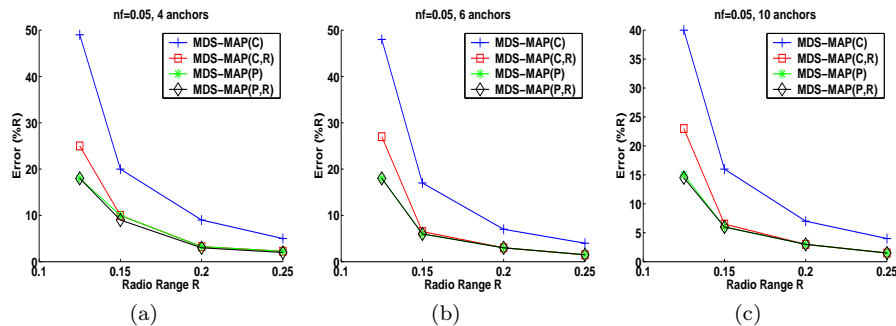 nf=0.05, 4 anchors
50
40
30
20
10
0
0.1
0.15
0.2
0.25
Error (%R)
Radio Range R
MDS-MAP(C)
MDS-MAP(C,R)
MDS-MAP(P)
MDS-MAP(P,R)
(a)
nf=0.05, 6 anchors
50
40
30
20
10
0
0.1
0.15
0.2
0.25
Error (%R)
Radio Range R
MDS-MAP(C)
MDS-MAP(C,R)
MDS-MAP(P)
MDS-MAP(P,R)
(b)
nf=0.05, 10 anchors
40
35
30
25
20
15
10
5
0
0.1
0.15
0.2
0.25
Error (%R)
Radio Range R
MDS-MAP(C)
MDS-MAP(C,R)
MDS-MAP(P)
MDS-MAP(P,R)
(c)